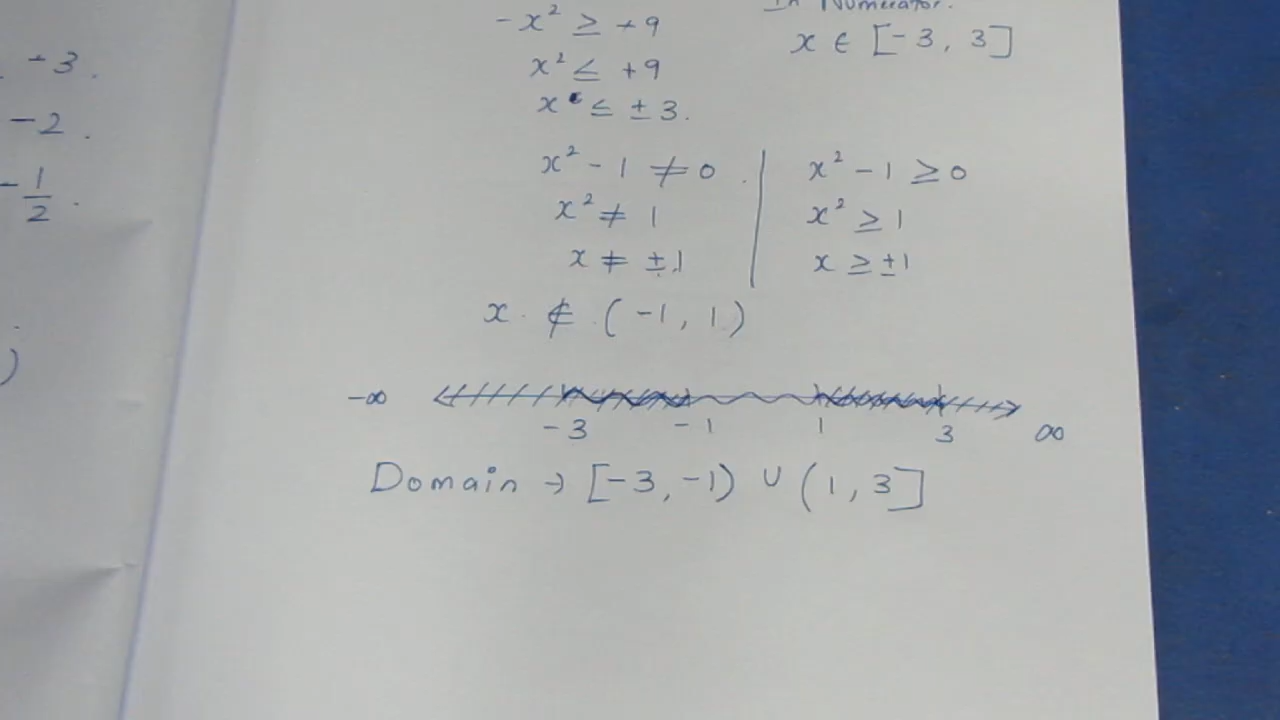 +3.
-2.
-1/2.
)
In Numerator.
-x² ≥ -9
x ∈ [-3, 3]
x² ≤ +9
x ≤ ±3.
x² - 1 ≠ 0. | x² - 1 ≥ 0
x² ≠ 1 | x² ≥ 1
x ≠ ±1 | x ≥ ±1
x ∉ (-1, 1)
-∞ -3 -1 1 3 ∞
Domain → [-3, -1) ∪ (1, 3]